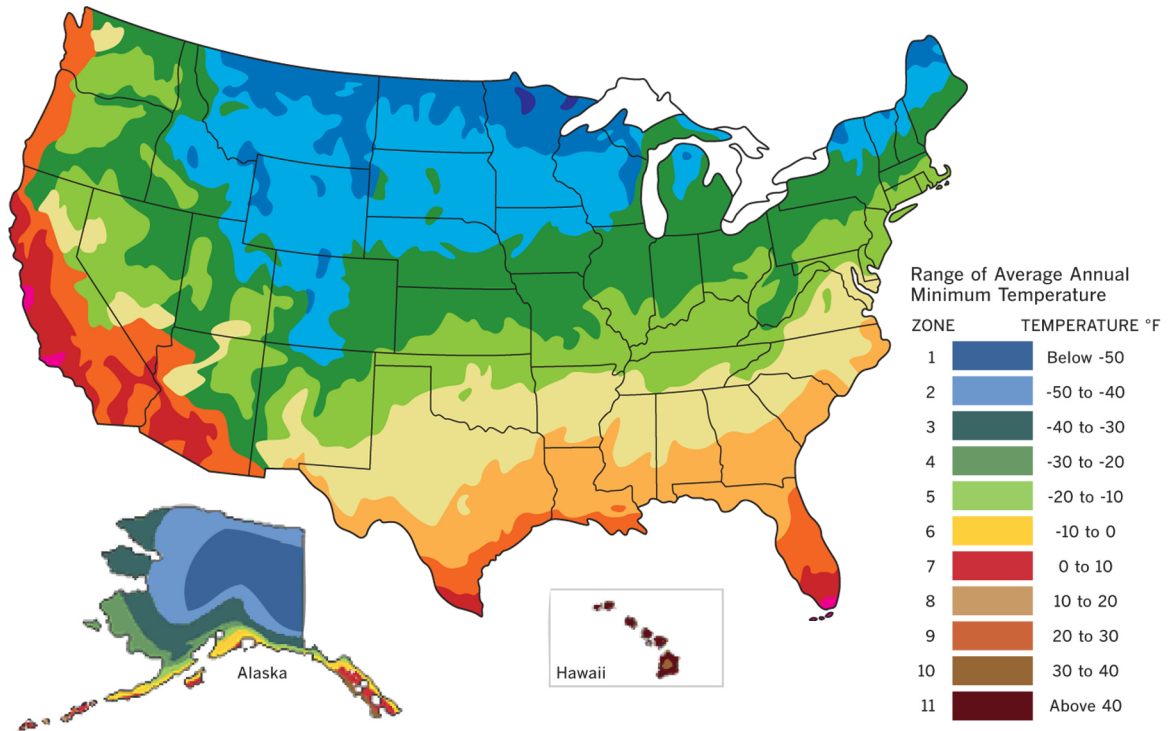 Range of Average Annual
Minimum Temperature
ZONE TEMPERATURE °F
1 Below -50
2 -50 to -40
3 -40 to -30
4 -30 to -20
5 -20 to -10
6 -10 to 0
7 0 to 10
8 10 to 20
9 20 to 30
10 30 to 40
11 Above 40
Alaska
Hawaii